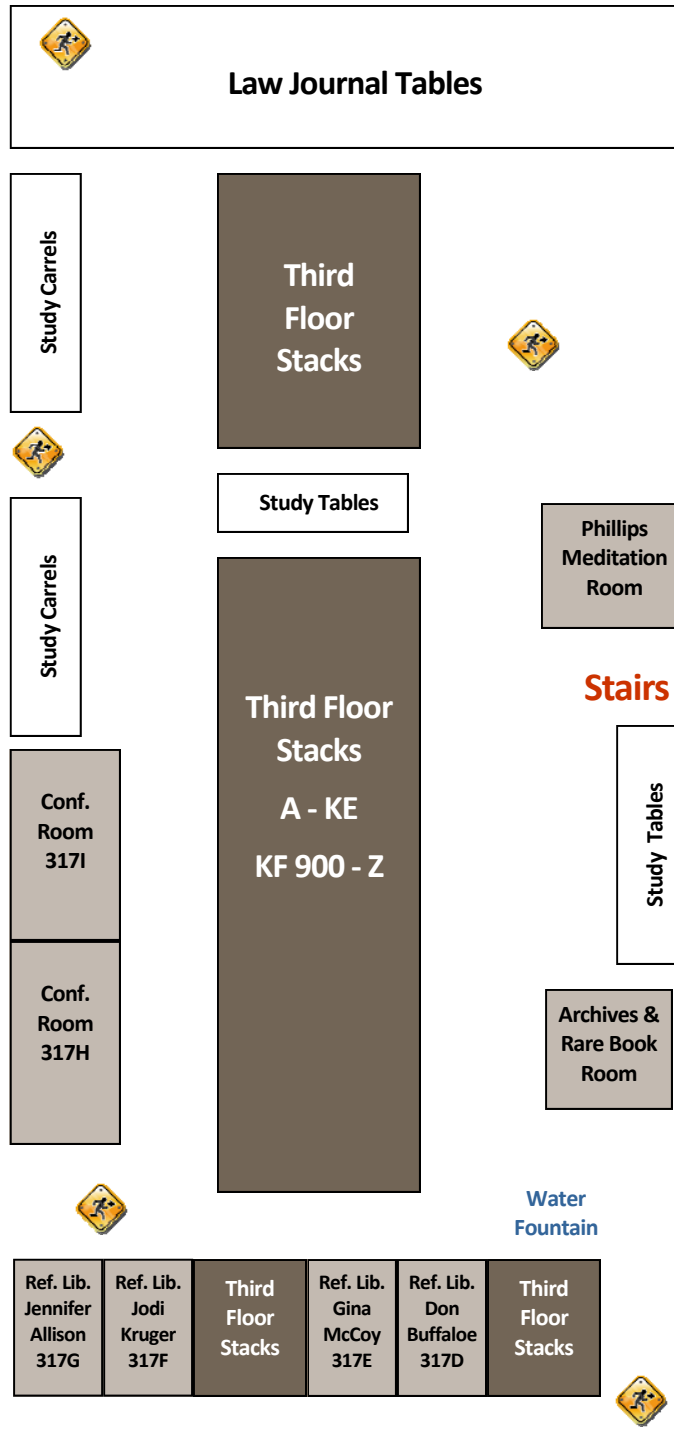 Law Journal Tables
Study Carrels
Third
Floor
Stacks
Study Tables
Phillips
Meditation
Room
Study Carrels
Stairs
Third Floor
Stacks
A - KE
KF 900 - Z
Conf.
Room
317I
Study Tables
Conf.
Room
317H
Archives &
Rare Book
Room
Water
Fountain
Ref. Lib.
Jennifer
Allison
317G
Ref. Lib.
Jodi
Kruger
317F
Third
Floor
Stacks
Ref. Lib.
Gina
McCoy
317E
Ref. Lib.
Don
Buffaloe
317D
Third
Floor
Stacks